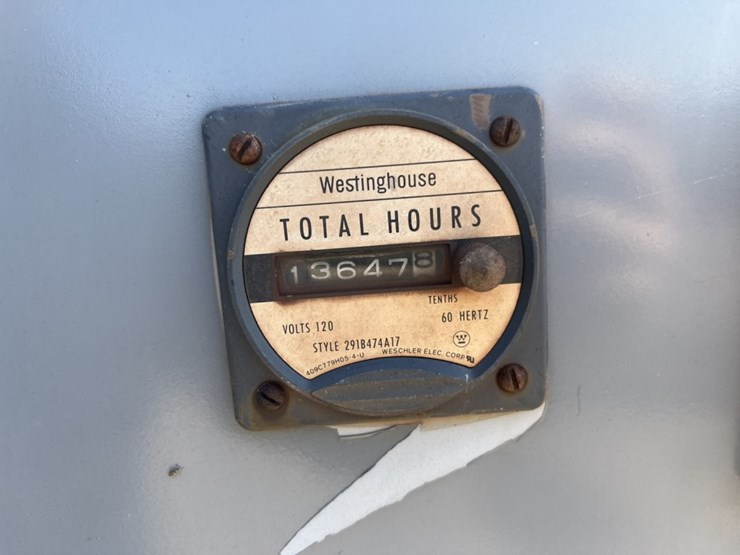 Westinghouse
TOTAL HOURS
136478
TENTHS
VOLTS 120
60 HERTZ
STYLE 291B474A17
409C779H05-4-U WESCHLER ELEC. CORP.
W